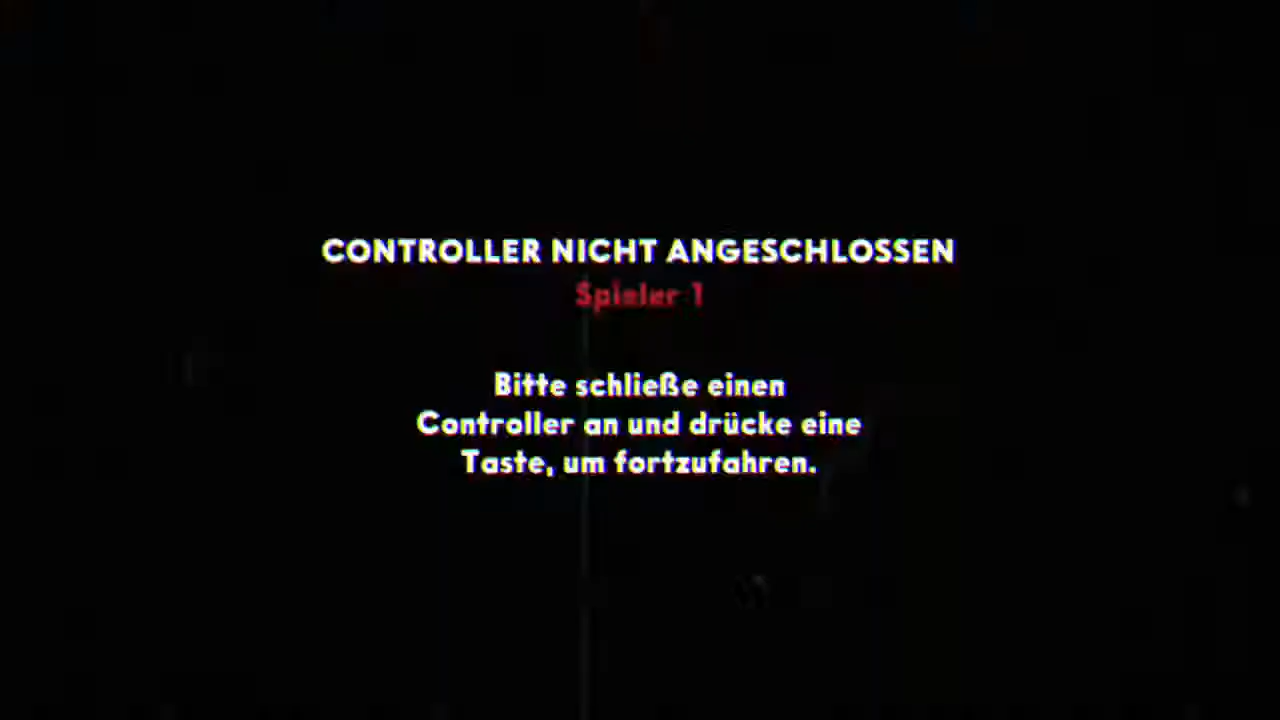 CONTROLLER NICHT ANGESCHLOSSEN
Spieler 1
Bitte schließe einen
Controller an und drücke eine
Taste, um fortzufahren.